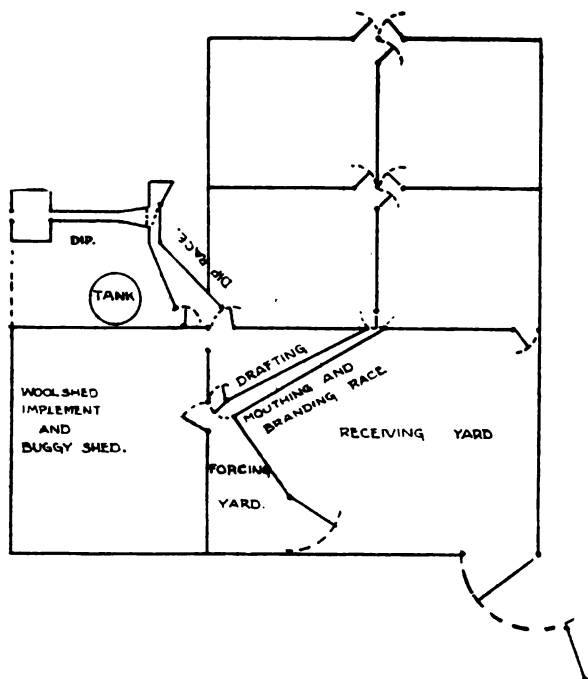 DIP.
DIP RACE.
TANK
DRAFTING
MOUTHING AND
BRANDING RACE
WOOLSHED
IMPLEMENT
AND
BUGGY SHED.
RECEIVING YARD
FORCING
YARD.